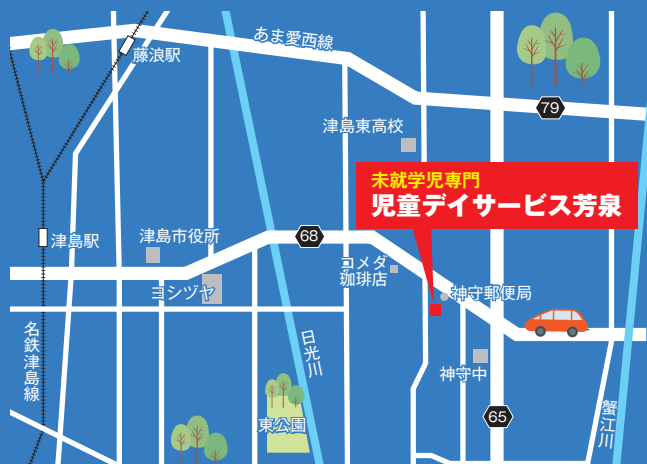 あま愛西線
藤浪駅
79
津島東高校
未就学児専門
児童デイサービス芳泉
津島駅
津島市役所
68
コメダ
珈琲店
ヨシヅヤ
神守郵便局
名鉄津島線
日光川
神守中
東公園
65
蟹江川